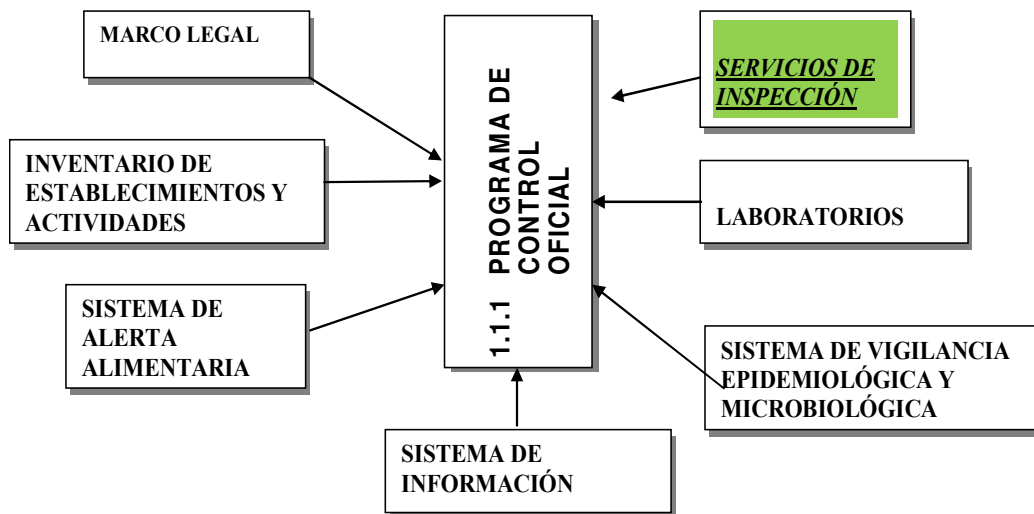 MARCO LEGAL
INVENTARIO DE
ESTABLECIMIENTOS Y
ACTIVIDADES
SISTEMA DE
ALERTA
ALIMENTARIA
1.1.1 PROGRAMA DE
CONTROL
OFICIAL
SERVICIOS DE
INSPECCIÓN
LABORATORIOS
SISTEMA DE VIGILANCIA
EPIDEMIOLÓGICA Y
MICROBIOLÓGICA
SISTEMA DE
INFORMACIÓN